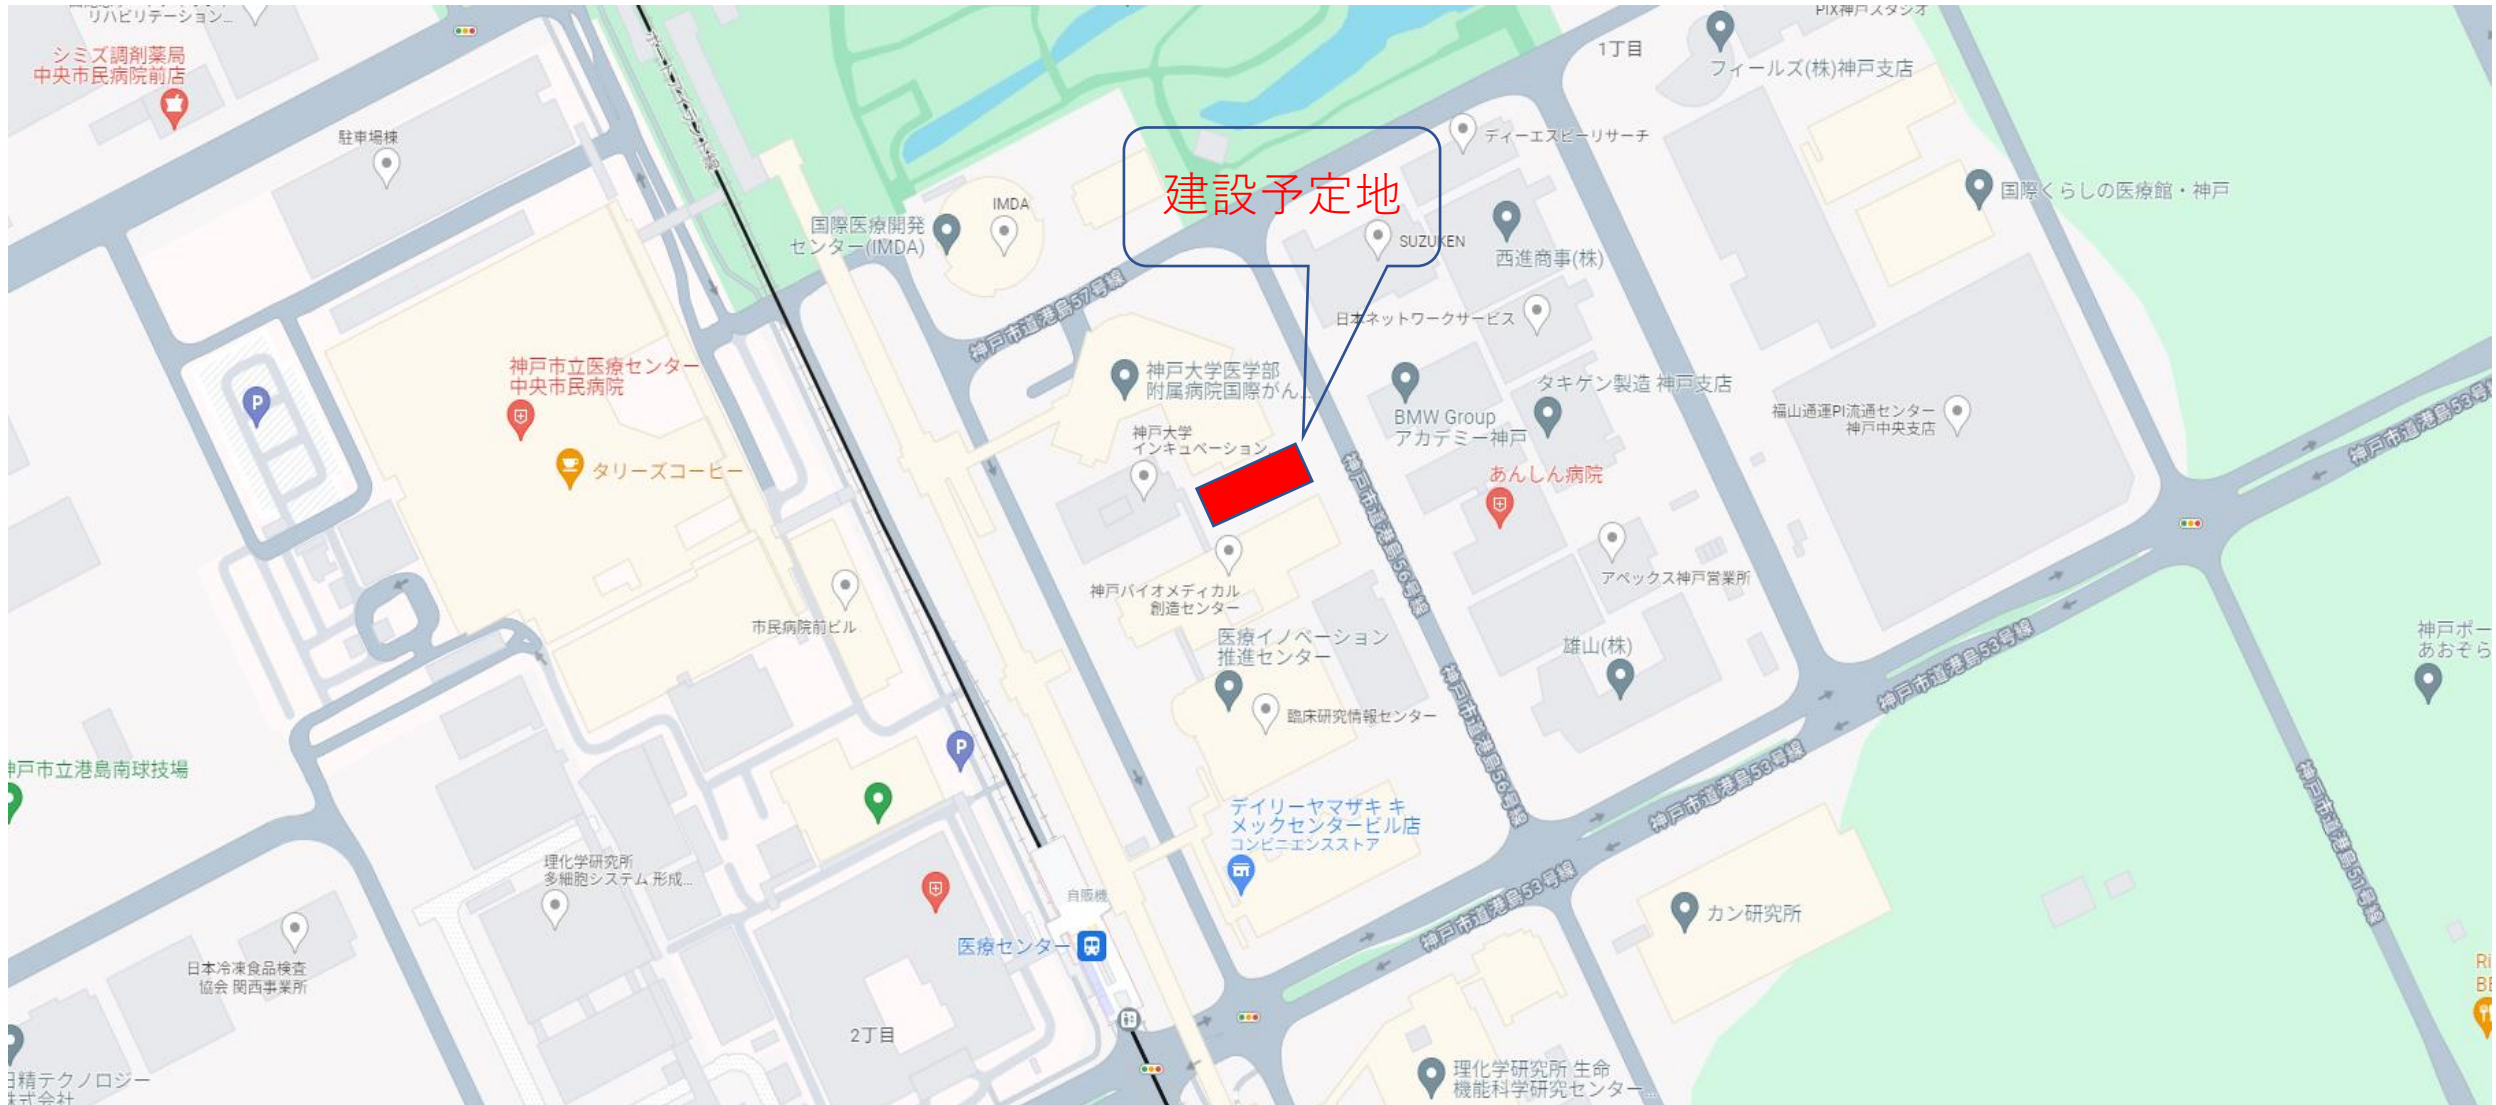 リハビリテーション...
シミズ調剤薬局
中央市民病院前店
駐車場棟
ポートアイランド線
PIX神戸スタジオ
1丁目
フィールズ(株)神戸支店
ディーエスピーリサーチ
建設予定地
国際くらしの医療館・神戸
国際医療開発
センター(IMDA)
IMDA
SUZUKEN
西進商事(株)
神戸市道港島57号線
日本ネットワークサービス
神戸市立医療センター
中央市民病院
神戸大学医学部
附属病院国際がん...
タキゲン製造 神戸支店
BMW Group
アカデミー神戸
福山通運PI流通センター
神戸中央支店
神戸市道港島53号
P
神戸大学
インキュベーション...
タリーズコーヒー
あんしん病院
神戸市道港島56号線
アペックス神戸営業所
神戸バイオメディカル
創造センター
市民病院前ビル
医療イノベーション
推進センター
雄山(株)
神戸市道港島53号線
神戸ポー
あおぞら
臨床研究情報センター
神戸市道港島56号線
P
神戸市道港島53号線
戸市立港島南球技場
神戸市道港島51号線
デイリーヤマザキ キ
メックセンタービル店
コンビニエンスストア
理化学研究所
多細胞システム 形成...
自販機
神戸市道港島53号線
カン研究所
医療センター
日本冷凍食品検査
協会 関西事業所
Ri
BE
2丁目
理化学研究所 生命
機能科学研究センター...
精テクノロジー
式会社